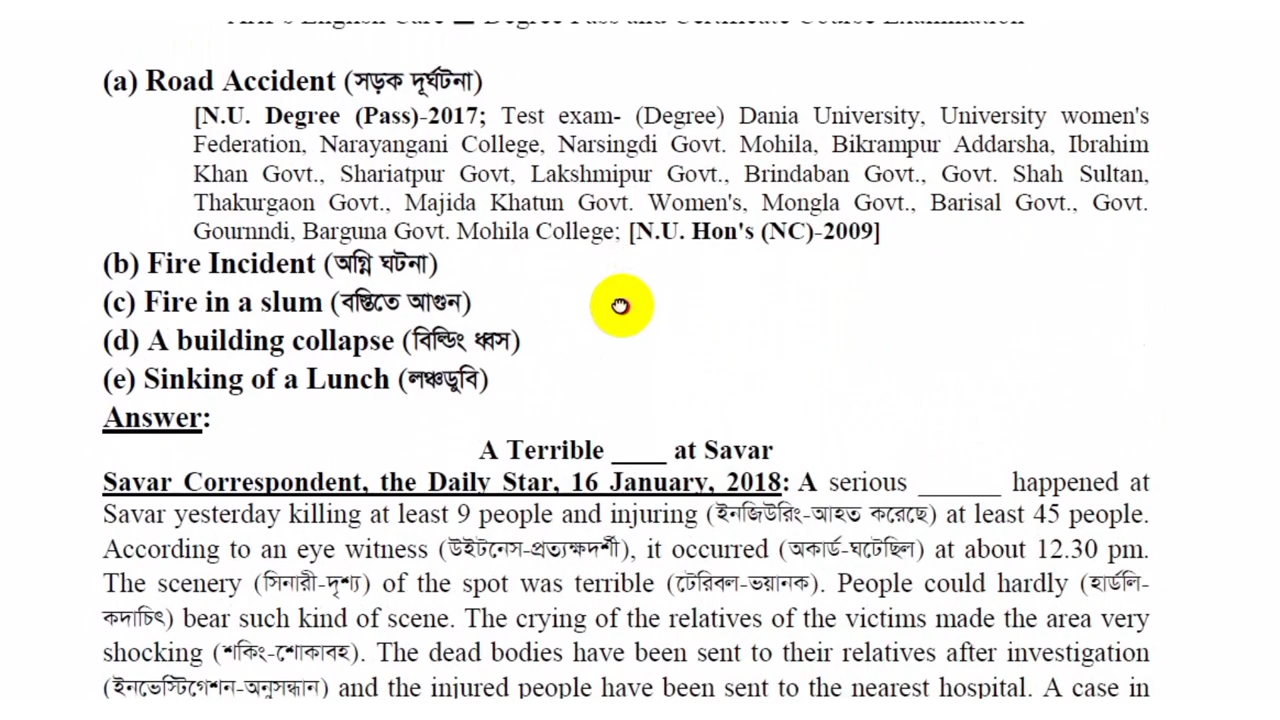 English Care Degree Pass and Certificate Course Examination
(a) Road Accident (সড়ক দূর্ঘটনা)
[N.U. Degree (Pass)-2017; Test exam- (Degree) Dania University, University women's
Federation, Narayangani College, Narsingdi Govt. Mohila, Bikrampur Addarsha, Ibrahim
Khan Govt., Shariatpur Govt, Lakshmipur Govt., Brindaban Govt., Govt. Shah Sultan,
Thakurgaon Govt., Majida Khatun Govt. Women's, Mongla Govt., Barisal Govt., Govt.
Gournndi, Barguna Govt. Mohila College; [N.U. Hon's (NC)-2009]
(b) Fire Incident (অগ্নি ঘটনা)
(c) Fire in a slum (বস্তিতে আগুন)
(d) A building collapse (বিল্ডিং ধ্বস)
(e) Sinking of a Lunch (লঞ্চডুবি)
Answer:
A Terrible ____ at Savar
Savar Correspondent, the Daily Star, 16 January, 2018: A serious ______ happened at
Savar yesterday killing at least 9 people and injuring (ইনজিউরিং-আহত করেছে) at least 45 people.
According to an eye witness (উইটনেস-প্রত্যক্ষদর্শী), it occurred (অকার্ড-ঘটেছিল) at about 12.30 pm.
The scenery (সিনারী-দৃশ্য) of the spot was terrible (টেরিবল-ভয়ানক). People could hardly (হার্ডলি-
কদাচিৎ) bear such kind of scene. The crying of the relatives of the victims made the area very
shocking (শকিং-শোকাবহ). The dead bodies have been sent to their relatives after investigation
(ইনভেস্টিগেশন-অনুসন্ধান) and the injured people have been sent to the nearest hospital. A case in